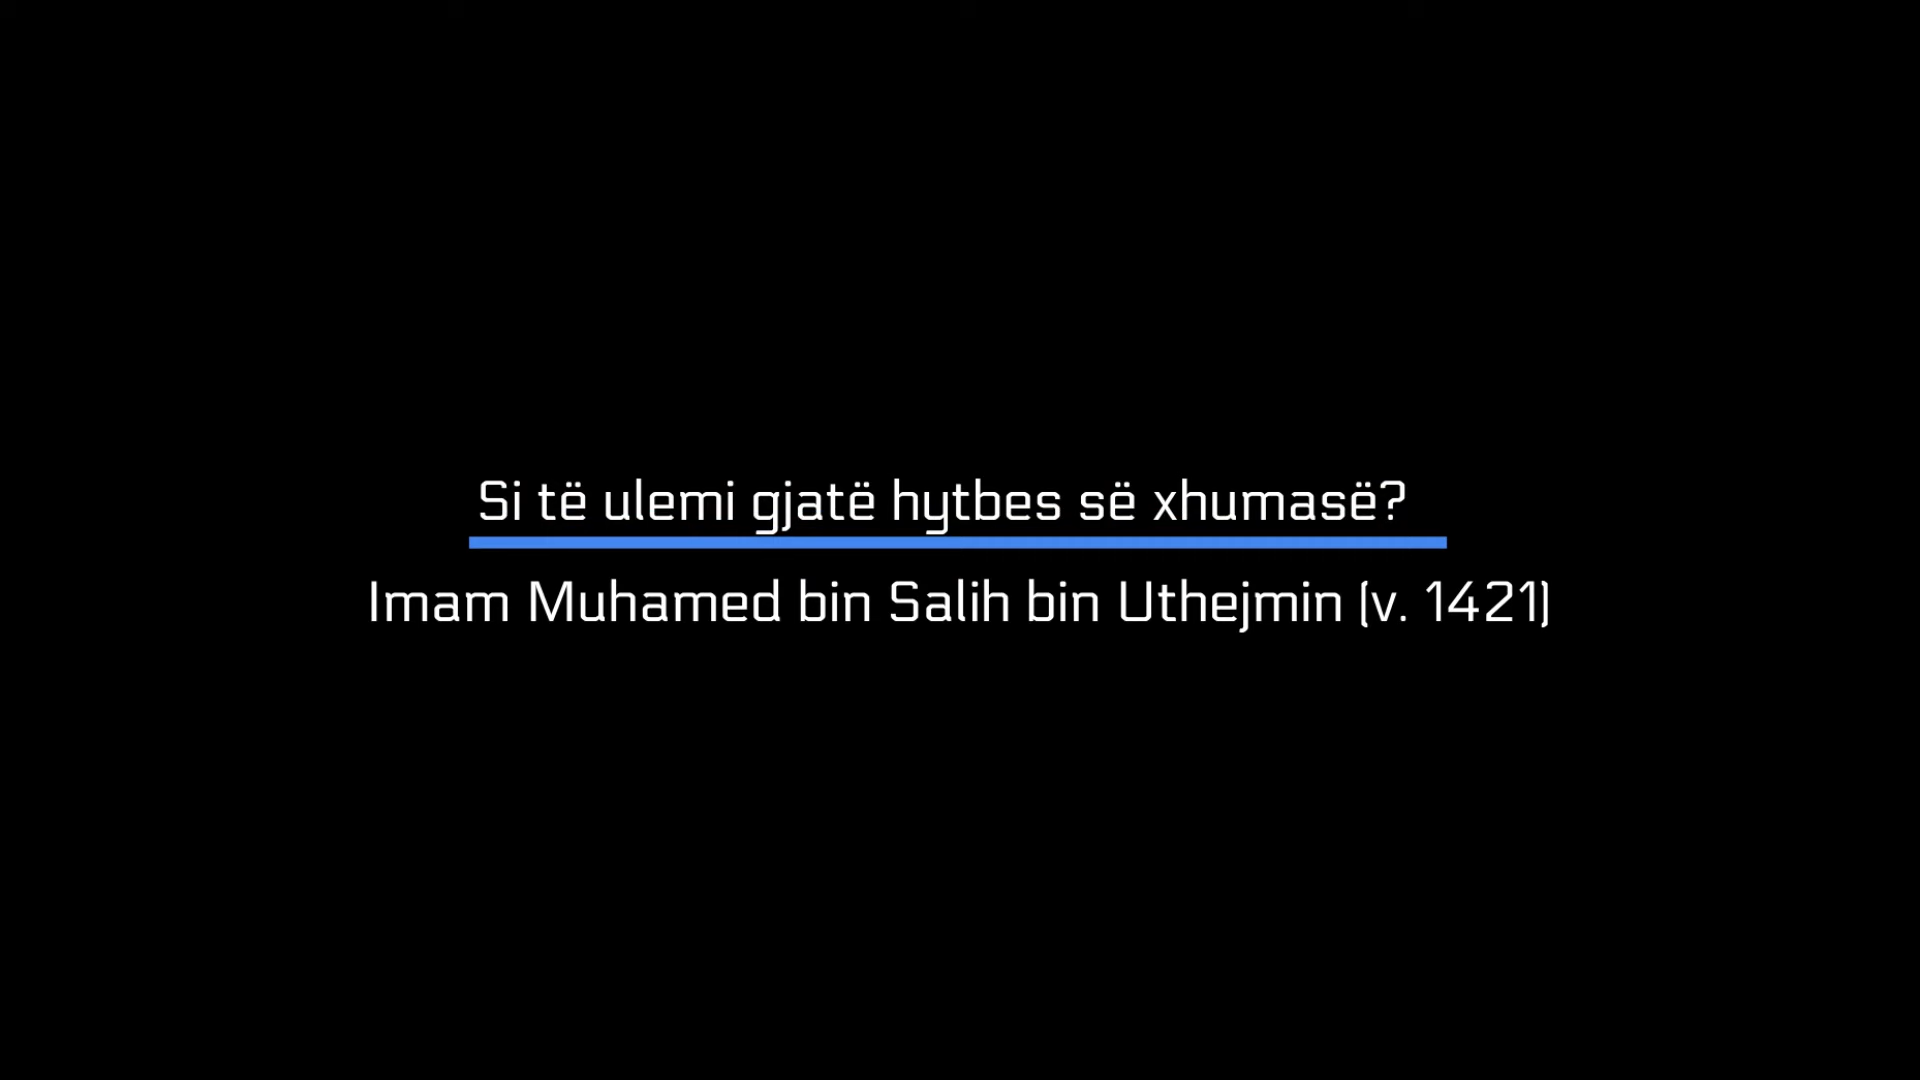 Si të ulemi gjatë hytbes së xhumasë?
Imam Muhamed bin Salih bin Uthejmin (v. 1421)